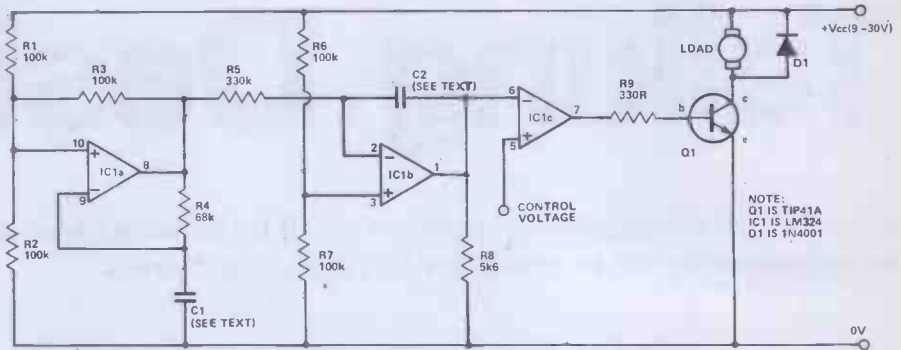 R1
100k
R3
100k
R5
330k
R6
100k
C2
(SEE TEXT)
LOAD
D1
+Vcc(9-30V)
R9
330R
10
+
IC1a
8
9
-
R4
68k
2
-
IC1b
1
3
+
6
-
IC1c
7
5
+
CONTROL
VOLTAGE
b
c
e
Q1
NOTE:
Q1 IS TIP41A
IC1 IS LM324
D1 IS 1N4001
R2
100k
R7
100k
R8
5k6
C1
(SEE TEXT)
0V